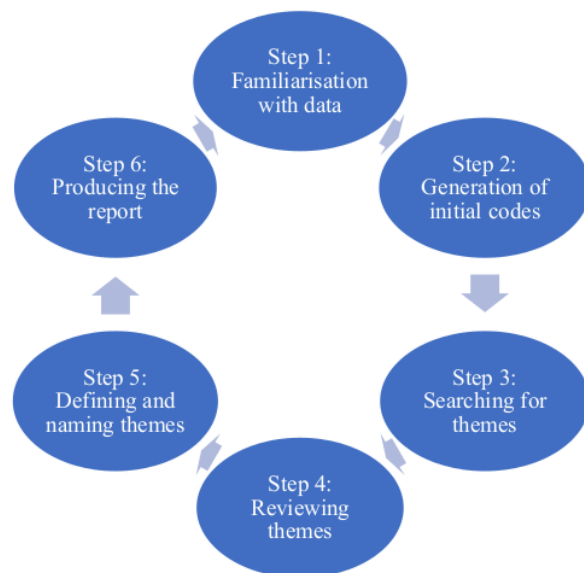 Step 1:
Familiarisation
with data
Step 2:
Generation of
initial codes
Step 3:
Searching for
themes
Step 4:
Reviewing
themes
Step 5:
Defining and
naming themes
Step 6:
Producing the
report